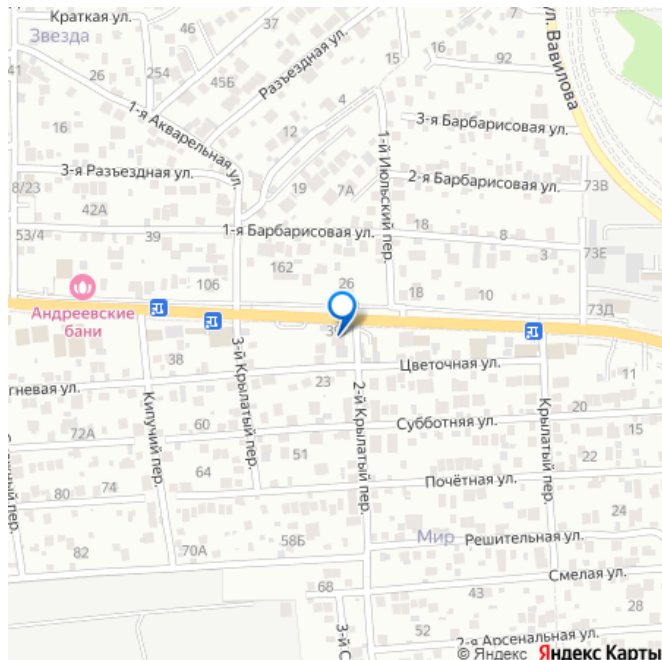 Краткая ул.
46
37
ул. Вавилова
Звезда
Разъездная ул.
16
15
92
41
26
254
45Б
4
1-я Акварельная ул.
3-я Барбарисовая ул.
16
12
1-й Июльский пер.
3-я Разъездная ул.
8/23
19
7А
2-я Барбарисовая ул.
73В
42А
53/4
39
1-я Барбарисовая ул.
18
8
3
73Е
162
106
26
18
10
Андреевские
бани
73Д
3-й Крылатый пер.
38
Цветочная ул.
11
гневая ул.
23
2-й Крылатый пер.
Кипучий пер.
Крылатый пер.
20
72А
60
Субботняя ул.
15
51
22
64
Почётная ул.
80
74
пер.
24
58Б
Мир
Решительная ул.
82
70А
Смелая ул.
68
43
28
3-й С
52
2-я Арсенальная ул.
© Яндекс Яндекс Карты